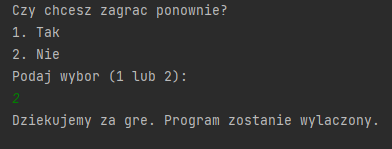 Czy chcesz zagrac ponownie?
1. Tak
2. Nie
Podaj wybor (1 lub 2):
2
Dziekujemy za gre. Program zostanie wylaczony.